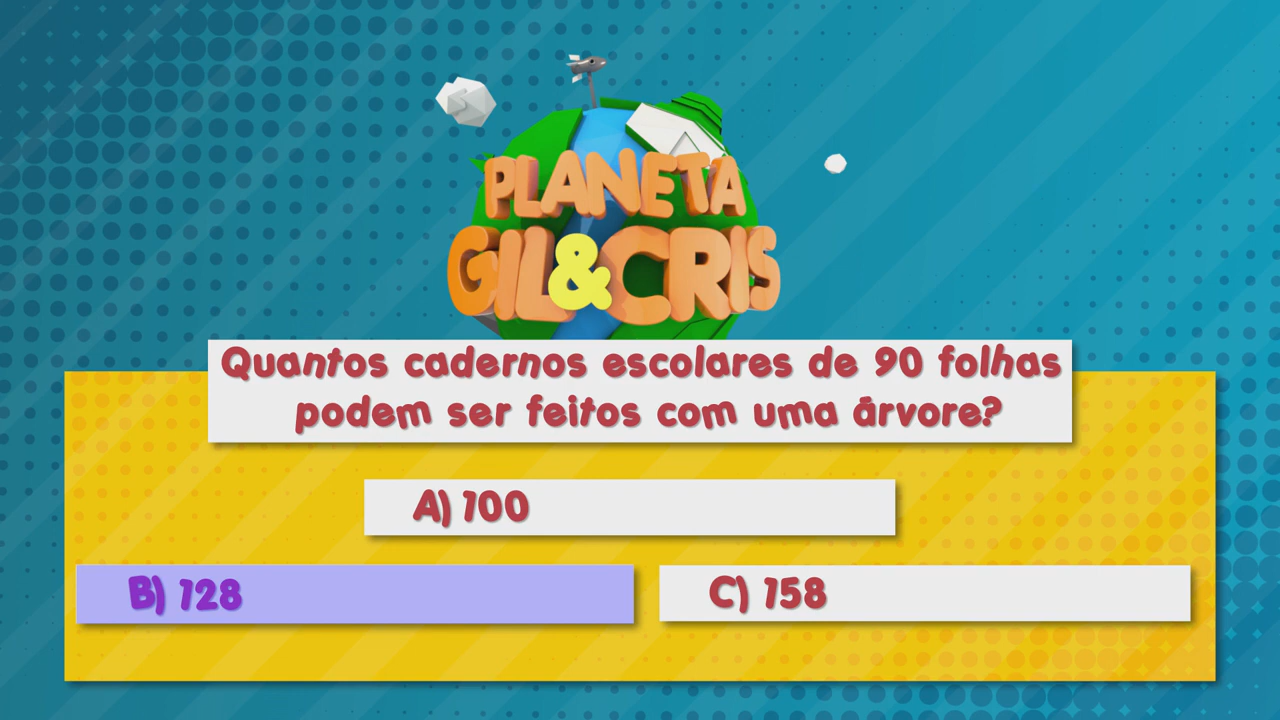 PLANETA
GIL&CRIS
Quantos cadernos escolares de 90 folhas
podem ser feitos com uma árvore?
A) 100
B) 128
C) 158